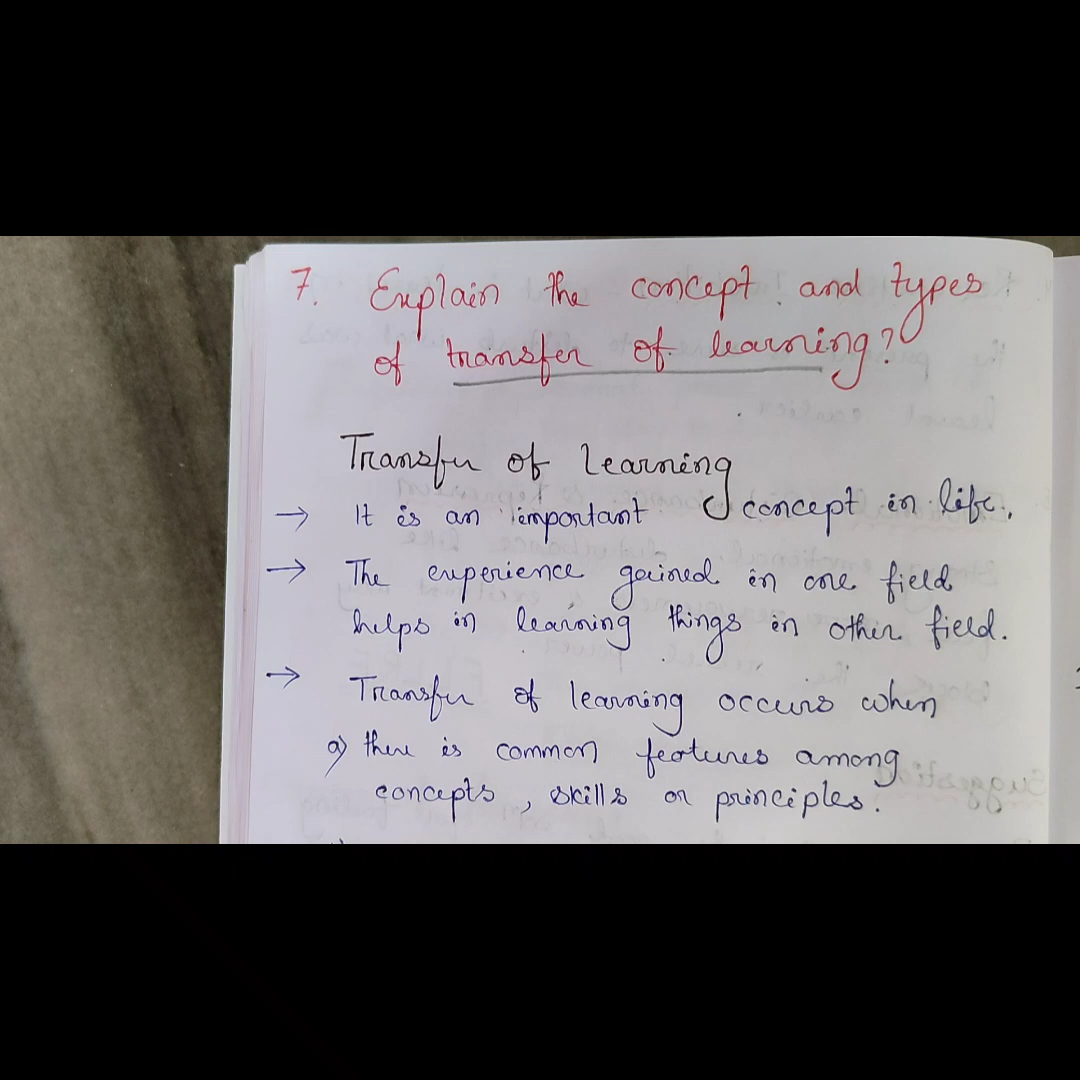 7. Explain the concept and types
of transfer of learning?
Transfer of learning
→ It is an important concept in life.
→ The experience gained in one field
helps in learning things in other field.
→ Transfer of learning occurs when
a) there is common features among
concepts, skills or principles.
Suggestion